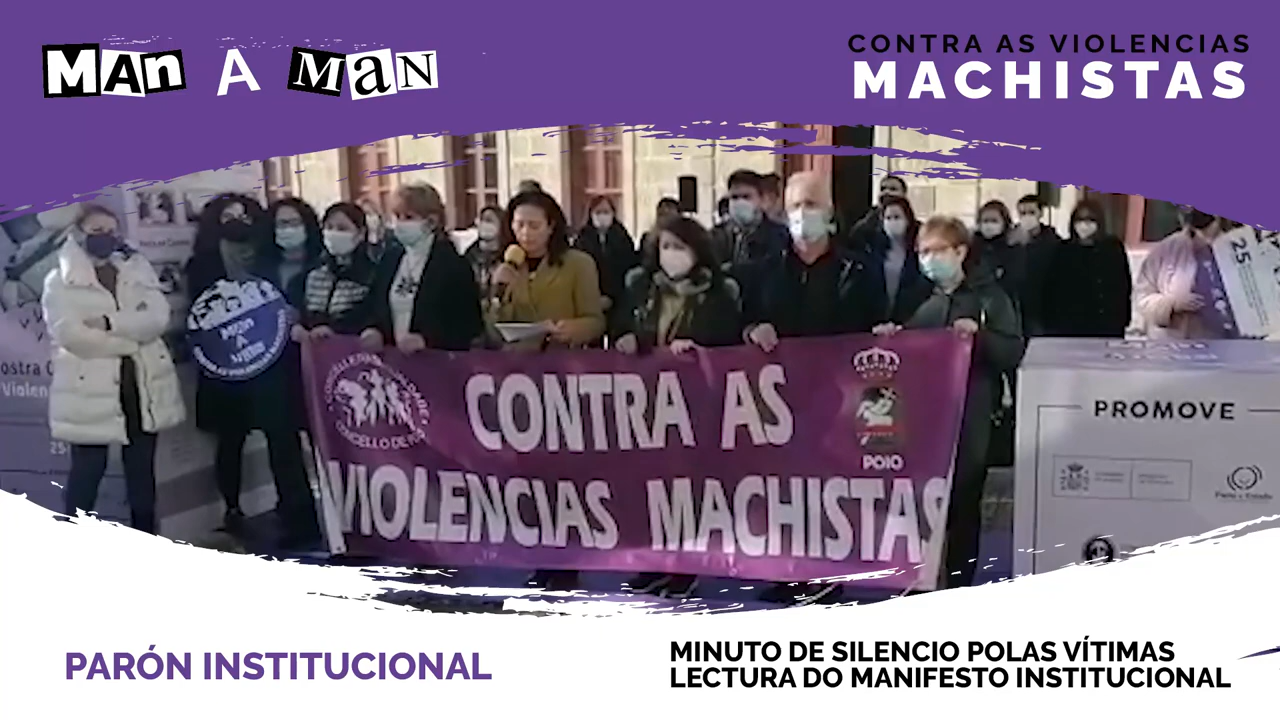 MAn A MaN
CONTRA AS VIOLENCIAS
MACHISTAS
CONTRA AS
POIO
VIOLENCIAS MACHISTAS
25
PROMOVE
PARÓN INSTITUCIONAL
MINUTO DE SILENCIO POLAS VÍTIMAS
LECTURA DO MANIFESTO INSTITUCIONAL